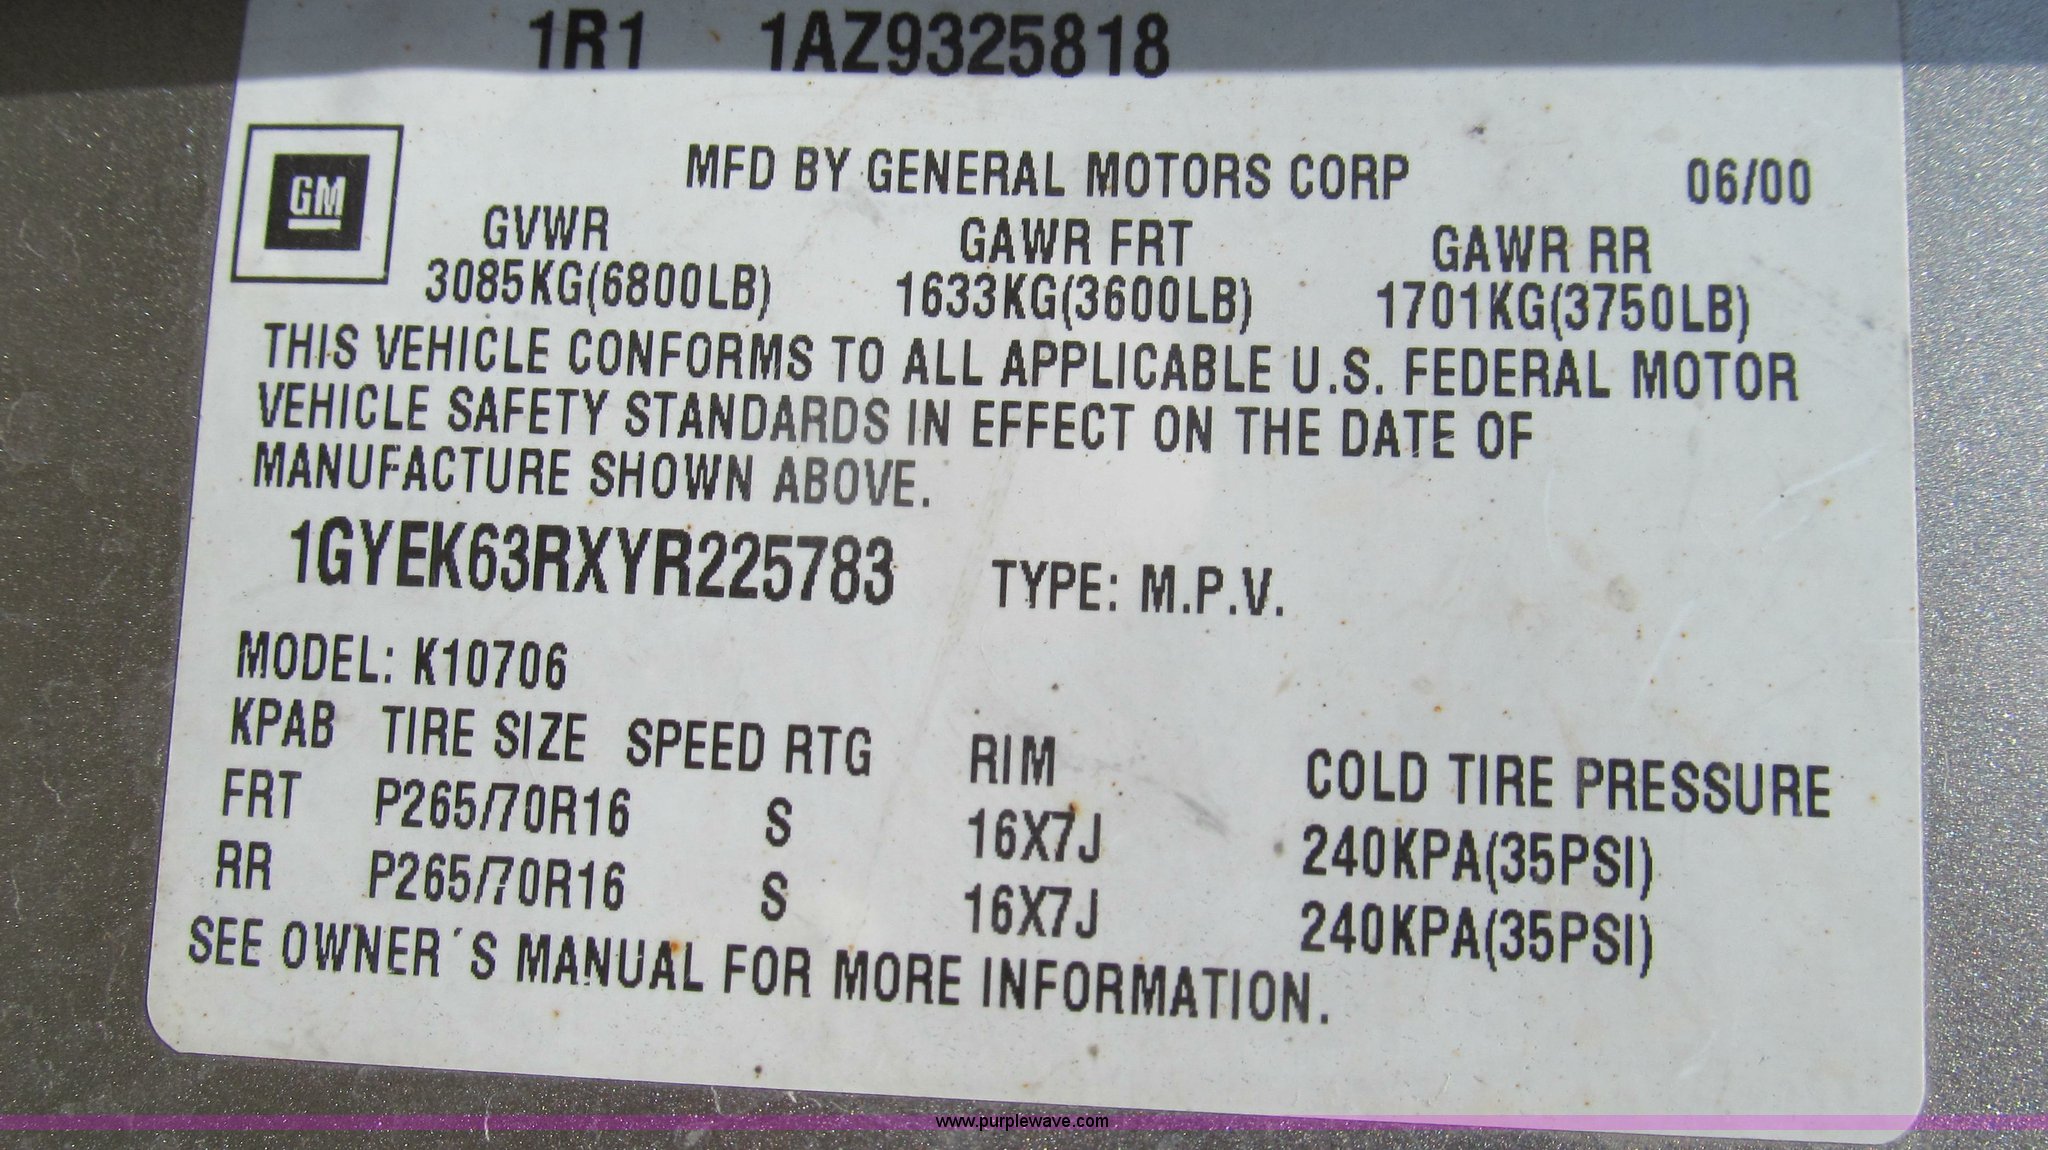 1R1 1AZ9325818
GM
MFD BY GENERAL MOTORS CORP 06/00
GVWR GAWR FRT GAWR RR
3085KG(6800LB) 1633KG(3600LB) 1701KG(3750LB)
THIS VEHICLE CONFORMS TO ALL APPLICABLE U.S. FEDERAL MOTOR
VEHICLE SAFETY STANDARDS IN EFFECT ON THE DATE OF
MANUFACTURE SHOWN ABOVE.
1GYEK63RXYR225783 TYPE: M.P.V.
MODEL: K10706
KPAB TIRE SIZE SPEED RTG RIM COLD TIRE PRESSURE
FRT P265/70R16 S 16X7J 240KPA(35PSI)
RR P265/70R16 S 16X7J 240KPA(35PSI)
SEE OWNER´S MANUAL FOR MORE INFORMATION.
www.purplewave.com